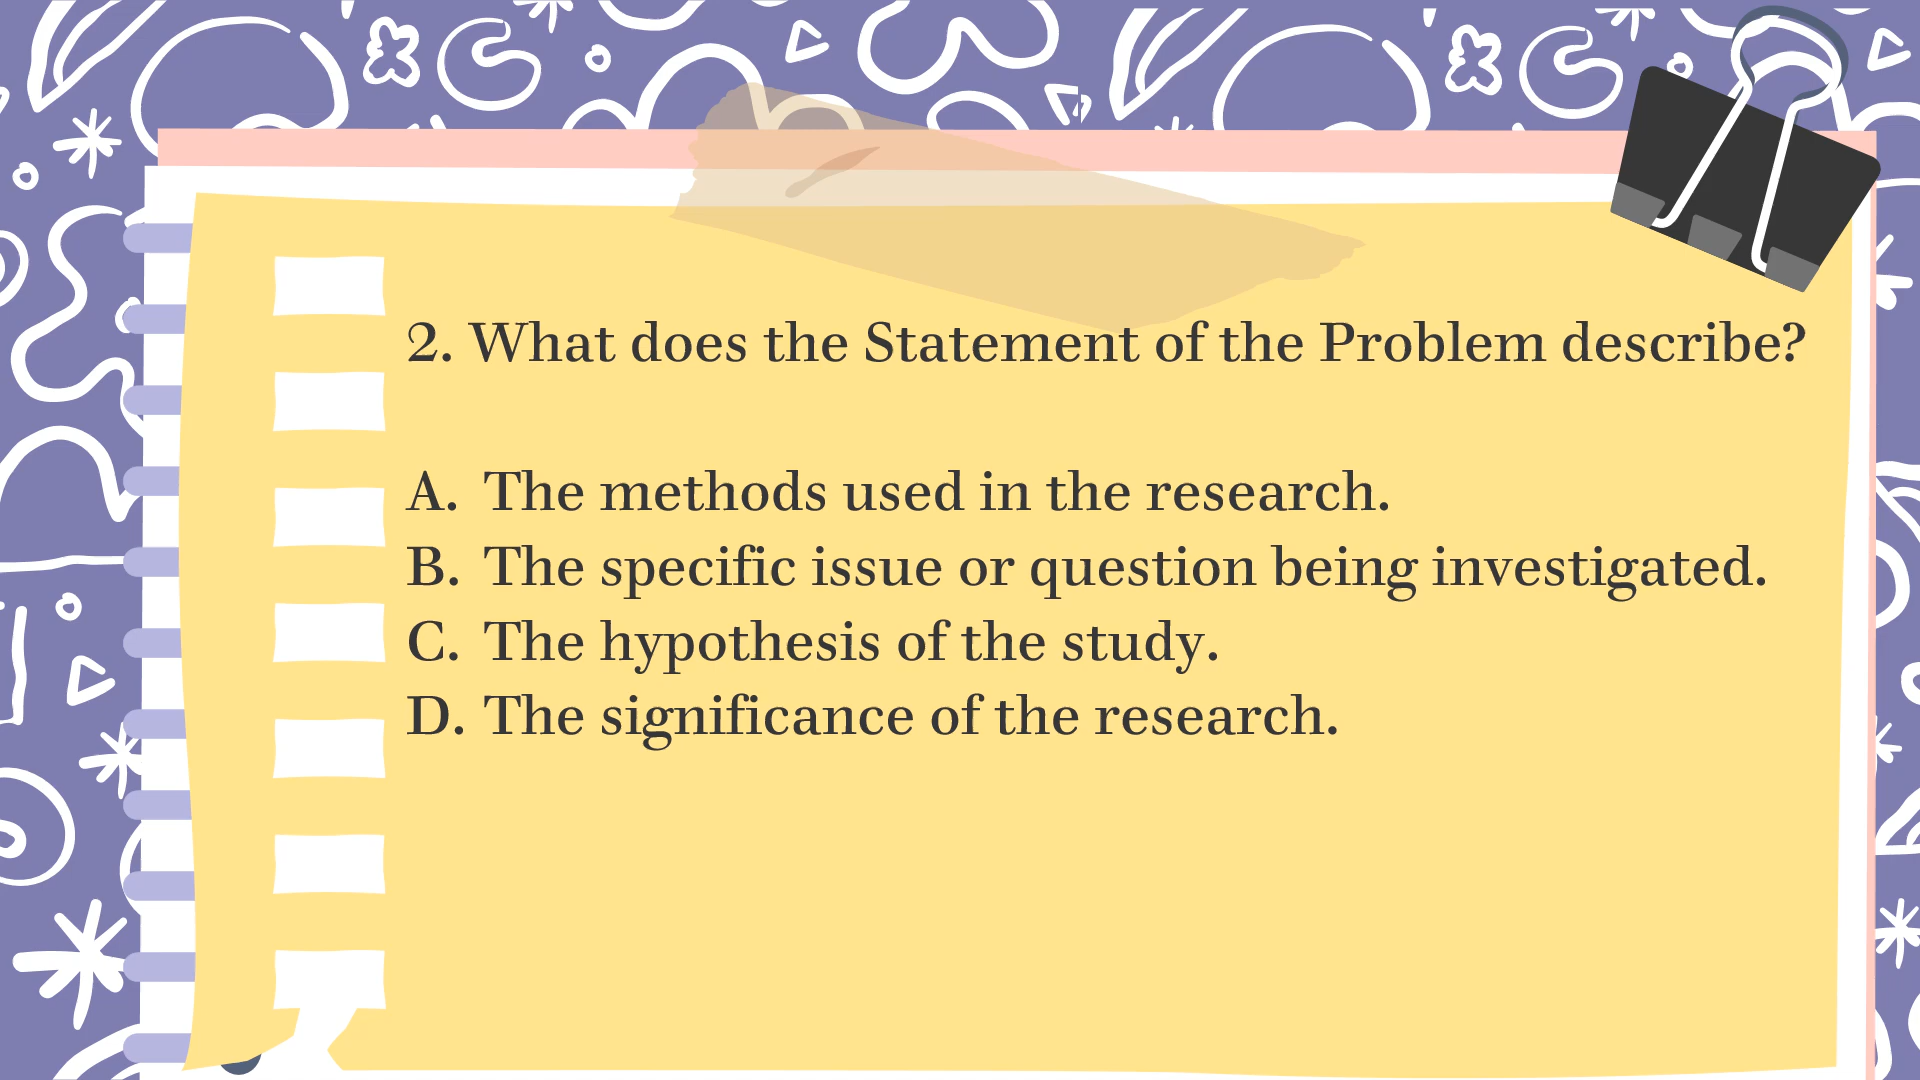 2. What does the Statement of the Problem describe?
A. The methods used in the research.
B. The specific issue or question being investigated.
C. The hypothesis of the study.
D. The significance of the research.